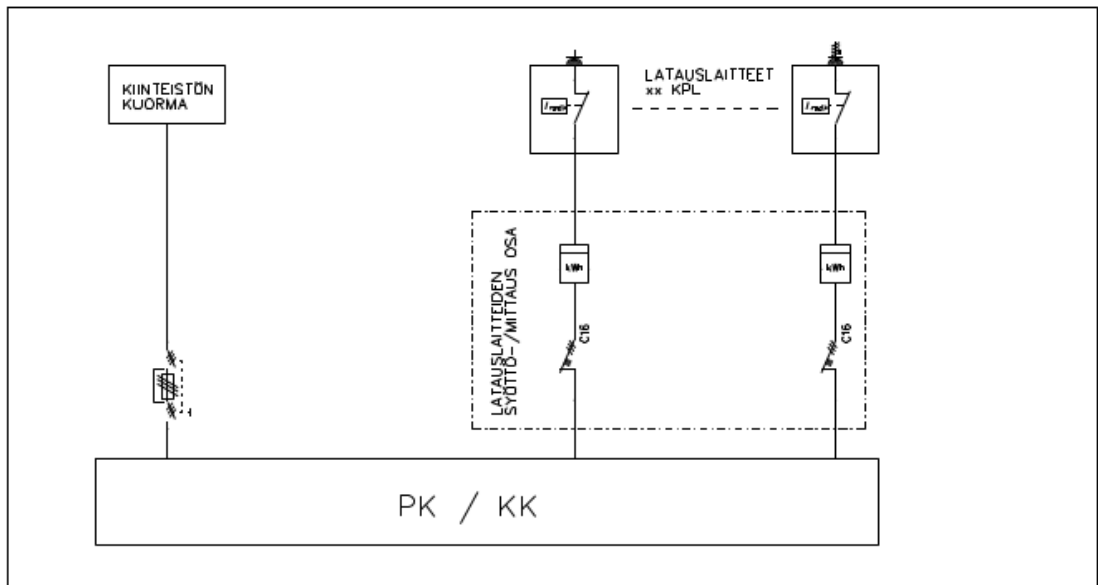 KIINTEISTÖN
KUORMA
LATAUSLAITTEET
xx KPL
LATAUSLAITTEIDEN
SYÖTTÖ-/MITTAUS OSA
kWh
kWh
C16
C16
PK / KK